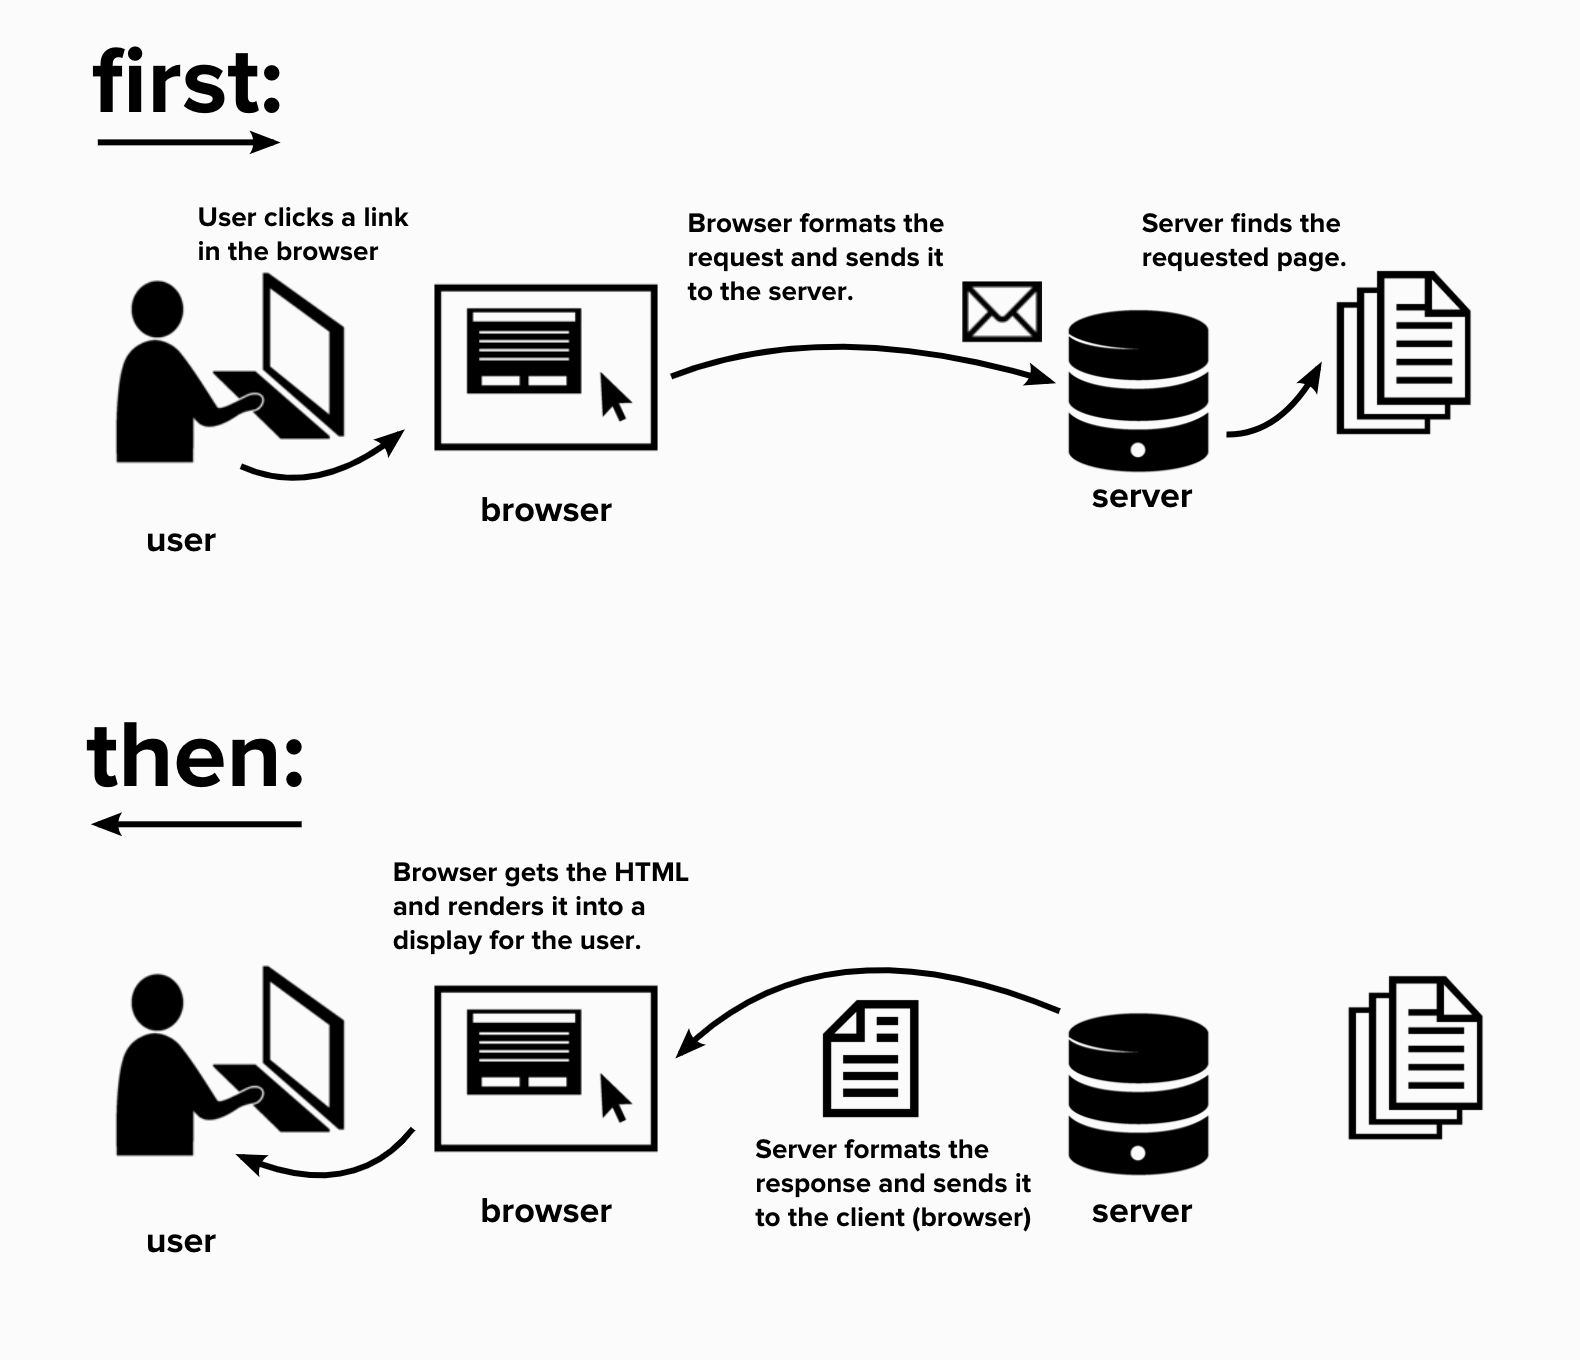 first:
User clicks a link
in the browser
Browser formats the
request and sends it
to the server.
Server finds the
requested page.
user
browser
server
then:
Browser gets the HTML
and renders it into a
display for the user.
Server formats the
response and sends it
to the client (browser)
user
browser
server